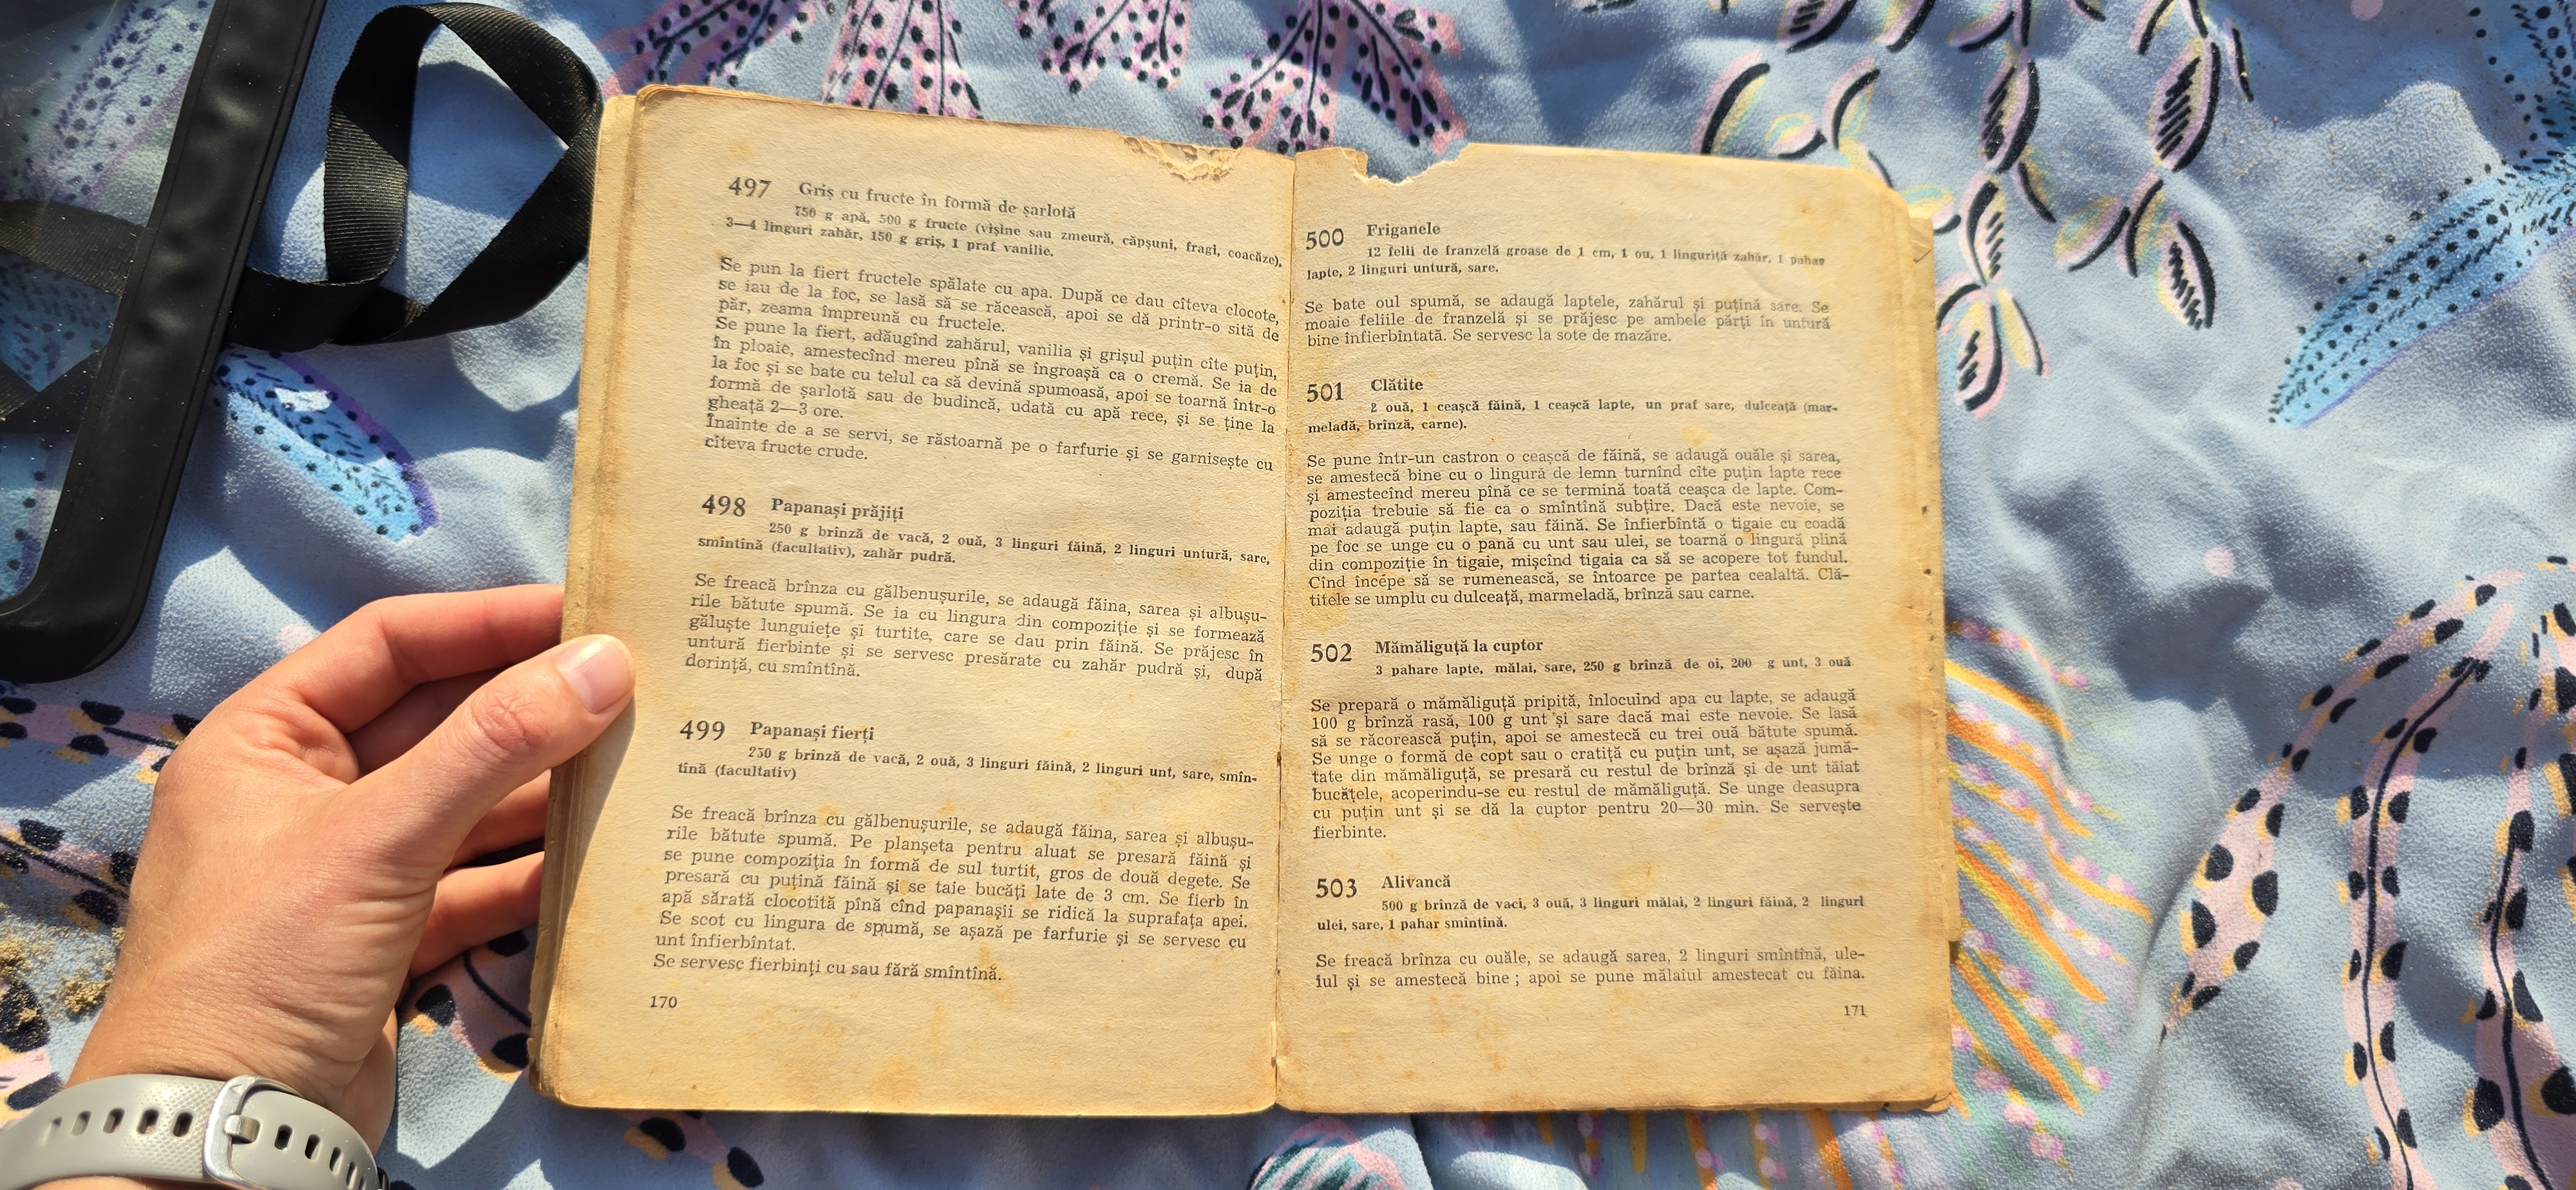 497 Griș cu fructe în formă de șarlotă
750 g apă, 500 g fructe (vișine sau zmeură, căpșuni, fragi, coacăze),
3—4 linguri zahăr, 150 g griș, 1 praf vanilie.
Se pun la fiert fructele spălate cu apa. După ce dau cîteva clocote,
se iau de la foc, se lasă să se răcească, apoi se dă printr-o sită de
păr, zeama împreună cu fructele.
Se pune la fiert, adăugînd zahărul, vanilia și grișul puțin cîte puțin,
în ploaie, amestecînd mereu pînă se îngroașă ca o cremă. Se ia de
la foc și se bate cu telul ca să devină spumoasă, apoi se toarnă într-o
formă de șarlotă sau de budincă, udată cu apă rece, și se ține la
gheață 2—3 ore.
Înainte de a se servi, se răstoarnă pe o farfurie și se garnisește cu
cîteva fructe crude.
498 Papanași prăjiți
250 g brînză de vacă, 2 ouă, 3 linguri făină, 2 linguri untură, sare,
smîntînă (facultativ), zahăr pudră.
Se freacă brînza cu gălbenușurile, se adaugă făina, sarea și albușu-
rile bătute spumă. Se ia cu lingura din compoziție și se formează
găluște lunguiețe și turtite, care se dau prin făină. Se prăjesc în
untură fierbinte și se servesc presărate cu zahăr pudră și, după
dorință, cu smîntînă.
499 Papanași fierți
250 g brînză de vacă, 2 ouă, 3 linguri făină, 2 linguri unt, sare, smîn-
tînă (facultativ)
Se freacă brînza cu gălbenușurile, se adaugă făina, sarea și albușu-
rile bătute spumă. Pe planșeta pentru aluat se presară făină și
se pune compoziția în formă de sul turtit, gros de două degete. Se
presară cu puțină făină și se taie bucăți late de 3 cm. Se fierb în
apă sărată clocotită pînă cînd papanașii se ridică la suprafața apei.
Se scot cu lingura de spumă, se așază pe farfurie și se servesc cu
unt înfierbîntat.
Se servesc fierbinți cu sau fără smîntînă.
170
500 Friganele
12 felii de franzelă groase de 1 cm, 1 ou, 1 linguriță zahăr, 1 pahar
lapte, 2 linguri untură, sare.
Se bate oul spumă, se adaugă laptele, zahărul și puțină sare. Se
moaie feliile de franzelă și se prăjesc pe ambele părți în untură
bine înfierbîntată. Se servesc la sote de mazăre.
501 Clătite
2 ouă, 1 ceașcă făină, 1 ceașcă lapte, un praf sare, dulceață (mar-
meladă, brînză, carne).
Se pune într-un castron o ceașcă de făină, se adaugă ouăle și sarea,
se amestecă bine cu o lingură de lemn turnînd cîte puțin lapte rece
și amestecînd mereu pînă ce se termină toată ceașca de lapte. Com-
poziția trebuie să fie ca o smîntînă subțire. Dacă este nevoie, se
mai adaugă puțin lapte, sau făină. Se înfierbîntă o tigaie cu coadă
pe foc se unge cu o pană cu unt sau ulei, se toarnă o lingură plină
din compoziție în tigaie, mișcînd tigaia ca să se acopere tot fundul.
Cînd începe să se rumenească, se întoarce pe partea cealaltă. Clă-
titele se umplu cu dulceață, marmeladă, brînză sau carne.
502 Mămăliguță la cuptor
3 pahare lapte, mălai, sare, 250 g brînză de oi, 200 g unt, 3 ouă
Se prepară o mămăliguță pripită, înlocuind apa cu lapte, se adaugă
100 g brînză rasă, 100 g unt și sare dacă mai este nevoie. Se lasă
să se răcorească puțin, apoi se amestecă cu trei ouă bătute spumă.
Se unge o formă de copt sau o cratiță cu puțin unt, se așază jumă-
tate din mămăliguță, se presară cu restul de brînză și de unt tăiat
bucățele, acoperindu-se cu restul de mămăliguță. Se unge deasupra
cu puțin unt și se dă la cuptor pentru 20—30 min. Se servește
fierbinte.
503 Alivancă
500 g brînză de vaci, 3 ouă, 3 linguri mălai, 2 linguri făină, 2 linguri
ulei, sare, 1 pahar smîntînă.
Se freacă brînza cu ouăle, se adaugă sarea, 2 linguri smîntînă, ule-
iul și se amestecă bine ; apoi se pune mălaiul amestecat cu făina.
171